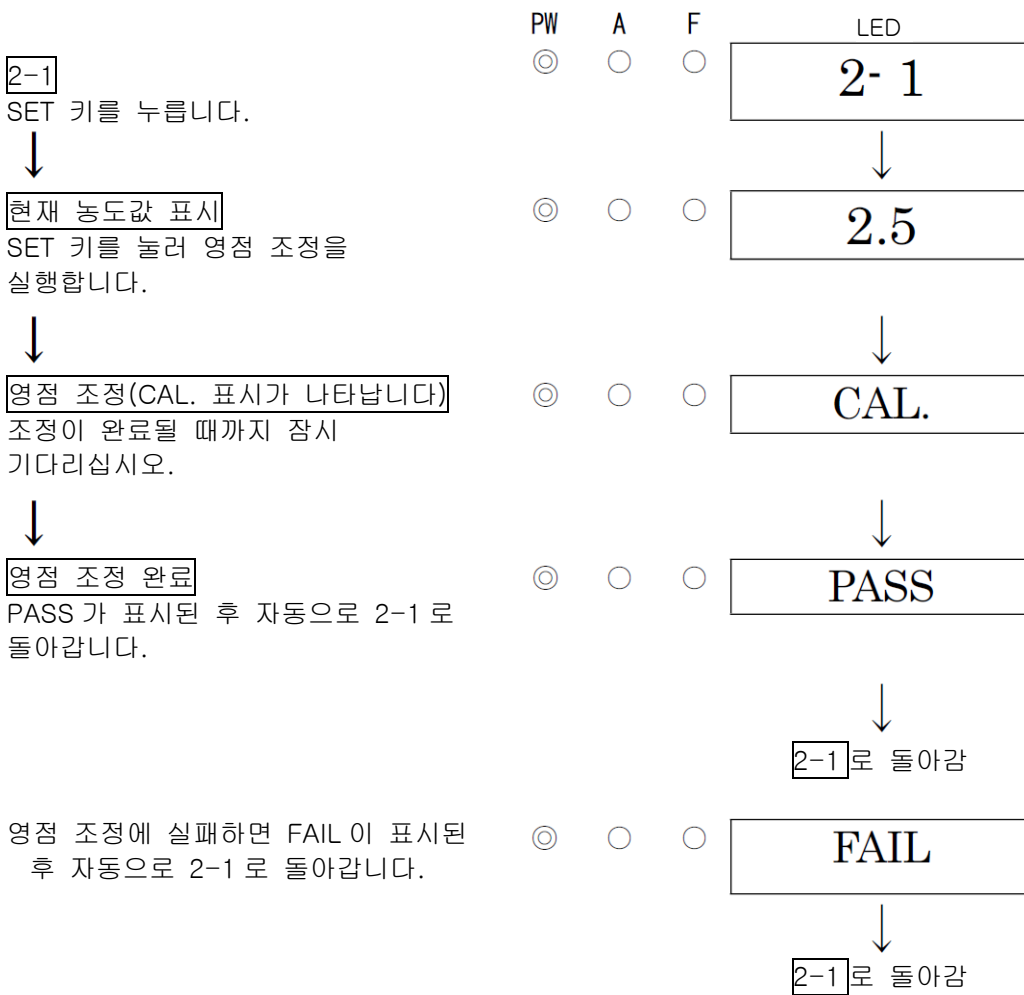 PW A F LED
2-1 ◎ ○ ○ 2- 1
SET 키를 누릅니다.
↓ ↓
현재 농도값 표시 ◎ ○ ○ 2.5
SET 키를 눌러 영점 조정을
실행합니다.
↓ ↓
영점 조정(CAL. 표시가 나타납니다) ◎ ○ ○ CAL.
조정이 완료될 때까지 잠시
기다리십시오.
↓ ↓
영점 조정 완료 ◎ ○ ○ PASS
PASS 가 표시된 후 자동으로 2-1 로
돌아갑니다.
↓
2-1 로 돌아감
영점 조정에 실패하면 FAIL 이 표시된 ◎ ○ ○ FAIL
후 자동으로 2-1 로 돌아갑니다.
↓
2-1 로 돌아감